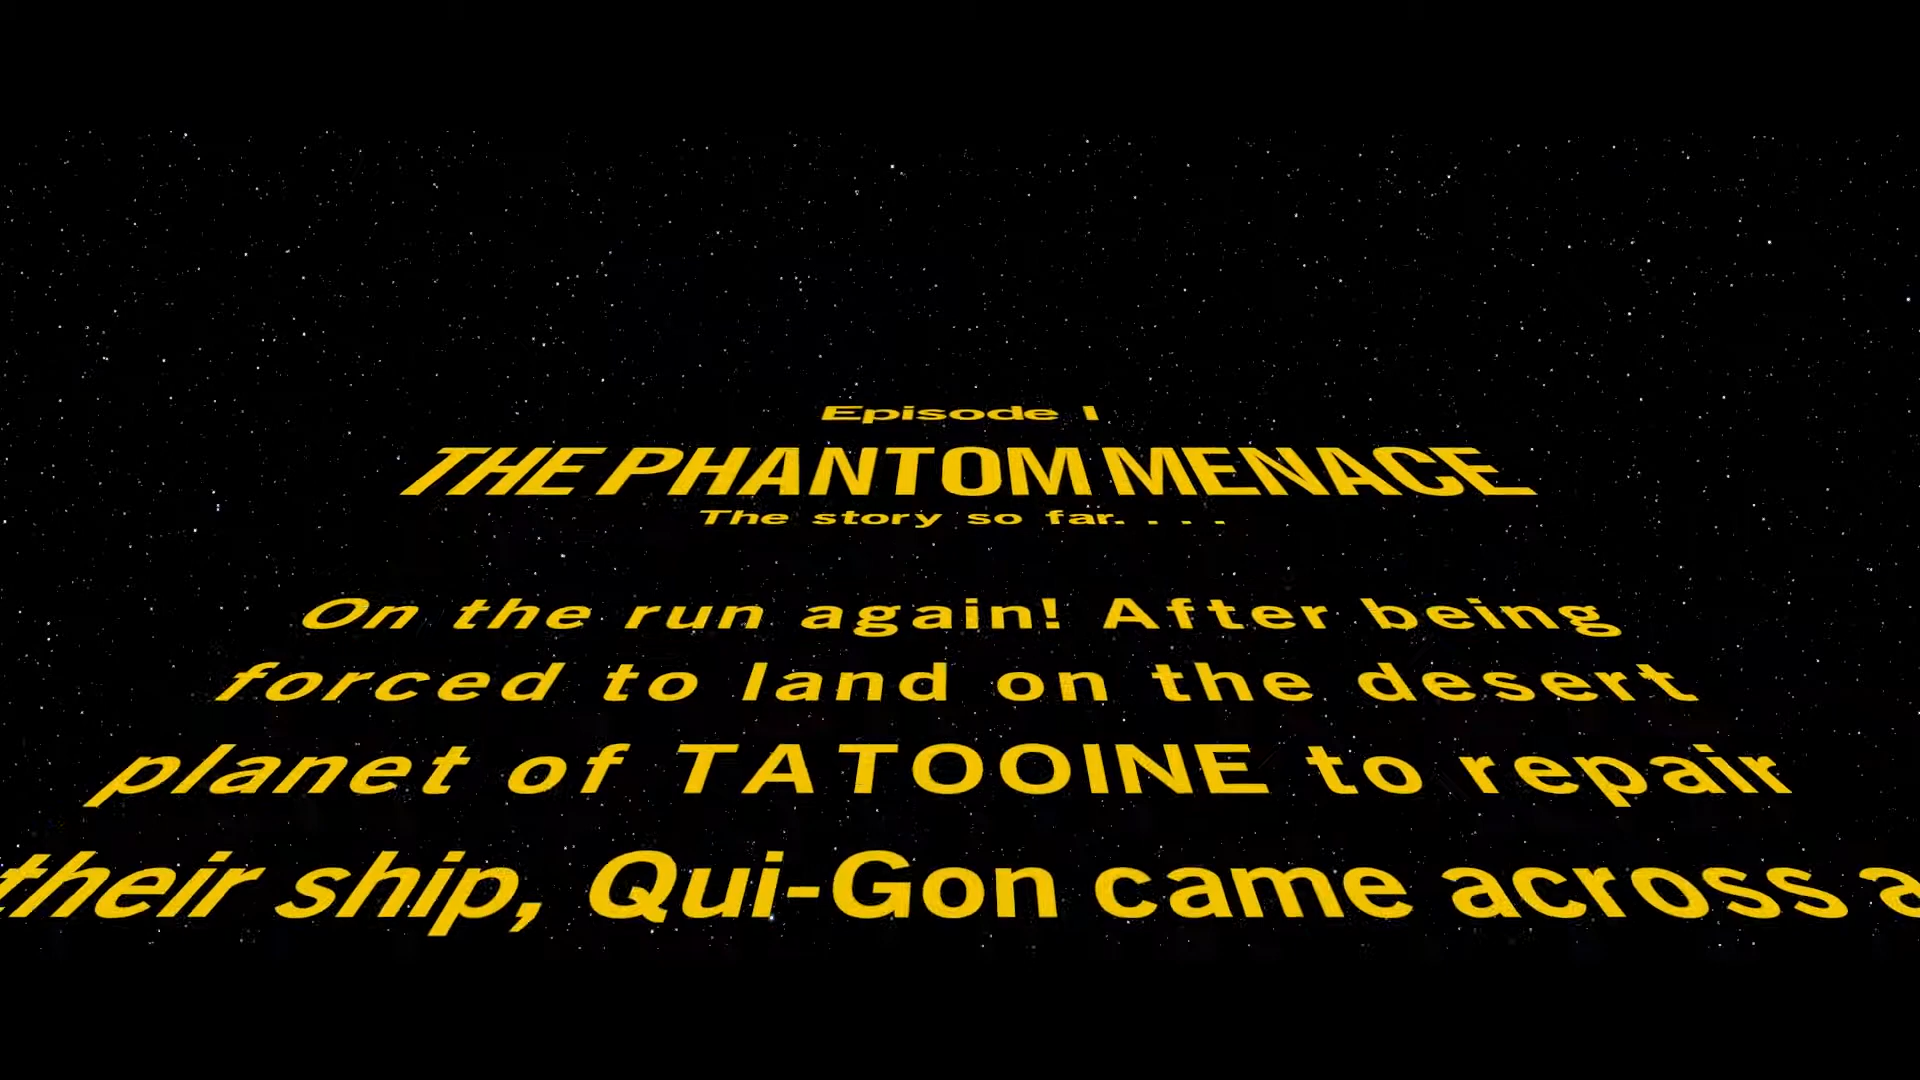 Episode I
THE PHANTOM MENACE
The story so far. . . .
On the run again! After being
forced to land on the desert
planet of TATOOINE to repair
their ship, Qui-Gon came across a